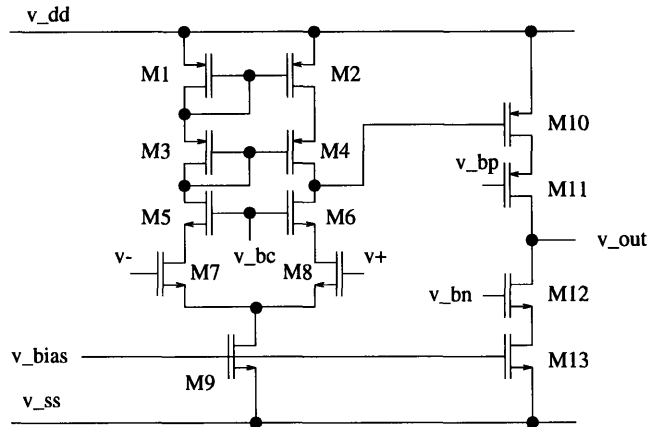 v_dd
M1
M2
M3
M4
M10
v_bp
M11
M5
M6
v-
M7
v_bc
M8
v+
v_out
v_bn
M12
v_bias
M9
M13
v_ss